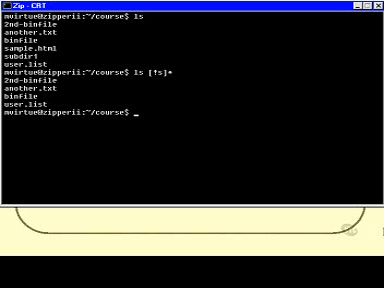 Zip - CRT
mvirtue@zipperii:~/course$ ls
2nd-binfile
another.txt
binfile
sample.html
subdir1
user.list
mvirtue@zipperii:~/course$ ls [!s]*
2nd-binfile
another.txt
binfile
user.list
mvirtue@zipperii:~/course$ _